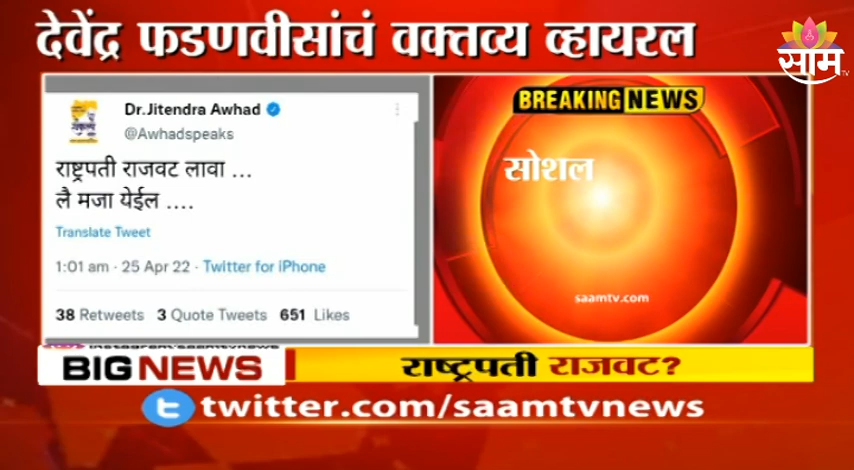 देवेंद्र फडणवीसांचं वक्तव्य व्हायरल
साम TV
Dr.Jitendra Awhad
@Awhadspeaks
राष्ट्रपती राजवट लावा ...
लै मजा येईल ....
Translate Tweet
1:01 am · 25 Apr 22 · Twitter for iPhone
38 Retweets 3 Quote Tweets 651 Likes
BREAKING NEWS
सोशल
saamtv.com
BIG NEWS
राष्ट्रपती राजवट?
twitter.com/saamtvnews